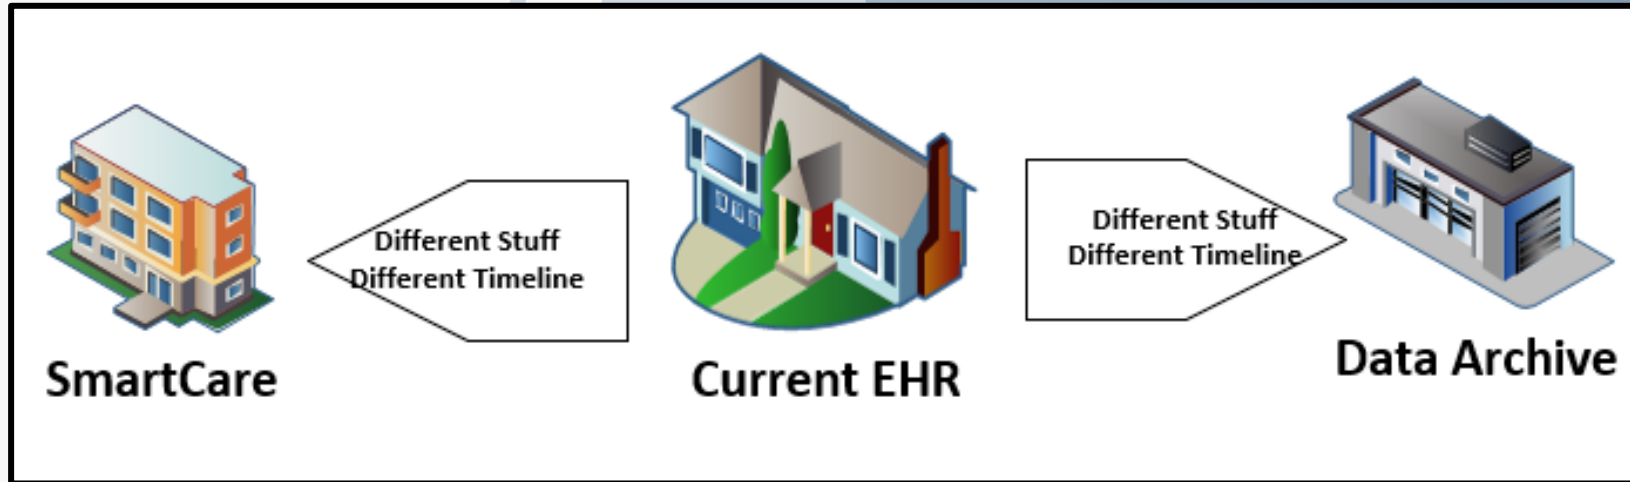 Different Stuff
Different Timeline
SmartCare
Current EHR
Different Stuff
Different Timeline
Data Archive